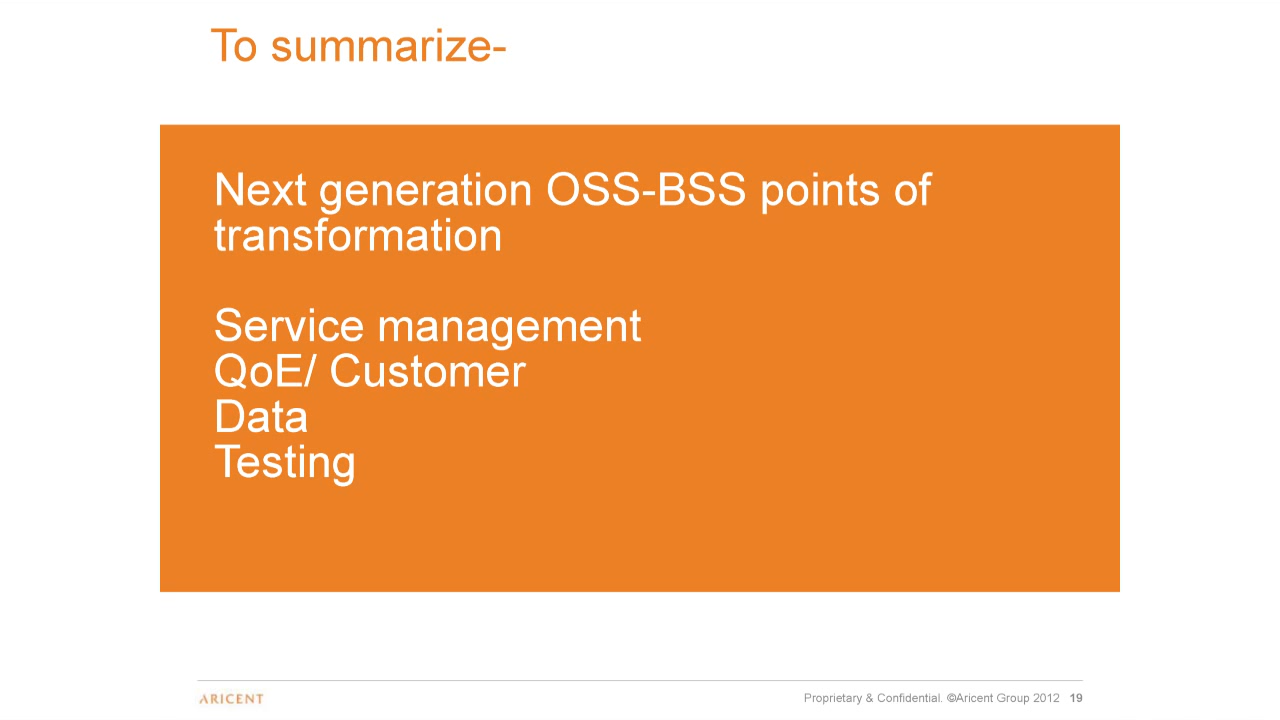 To summarize-
Next generation OSS-BSS points of
transformation
Service management
QoE/ Customer
Data
Testing
ARICENT
Proprietary & Confidential. ©Aricent Group 2012 19